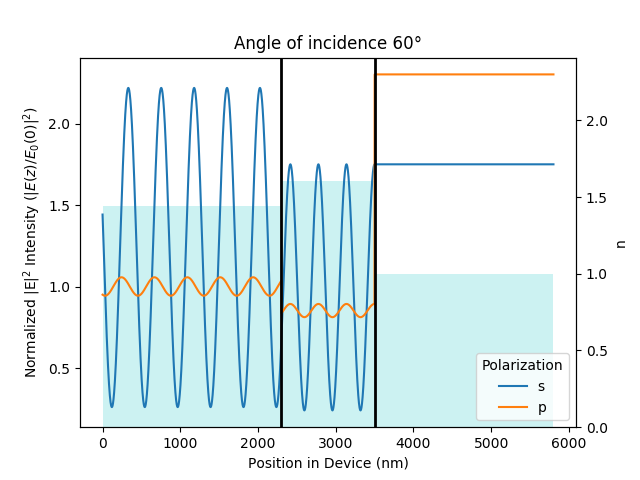 Angle of incidence 60°
Normalized |E|² Intensity (|E(z)/E₀(0)|²)
2.0
1.5
1.0
0.5
2.0
1.5
1.0
0.5
0.0
n
Polarization
s
p
0 1000 2000 3000 4000 5000 6000
Position in Device (nm)